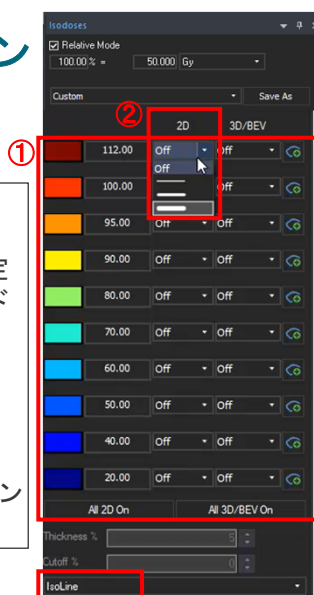 ン
Isodoses
Relative Mode
100.00 % = 50.000 Gy
Custom Save As
②
2D 3D/BEV
①
112.00 Off Off
Off
100.00 Off
95.00 Off Off
90.00 Off Off
80.00 Off Off
70.00 Off Off
60.00 Off Off
50.00 Off Off
40.00 Off Off
20.00 Off Off
ン
All 2D On All 3D/BEV On
Thickness % 5
Cutoff % 0
IsoLine